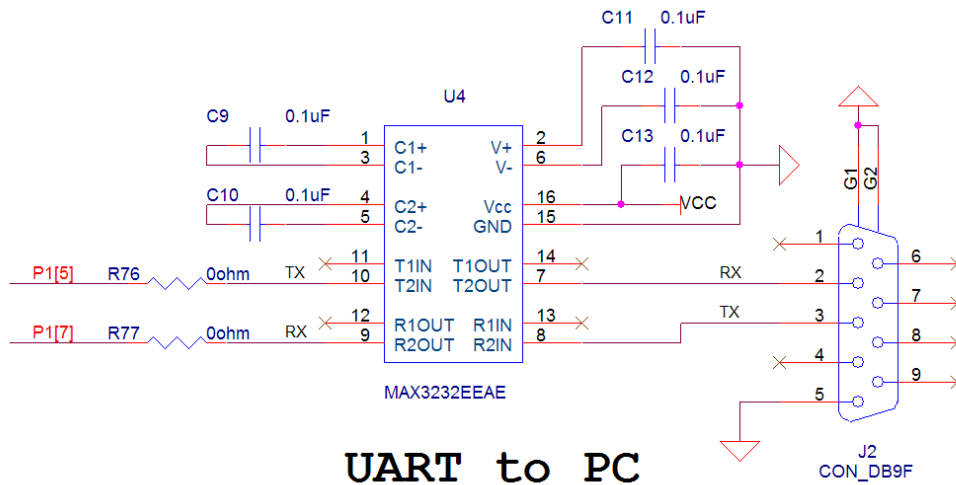 C11 0.1uF
C12 0.1uF
U4
C9 0.1uF
C13 0.1uF
1 C1+ V+ 2
3 C1- V- 6
G1 G2
C10 0.1uF
4 C2+ Vcc 16 VCC
5 C2- GND 15
11 T1IN T1OUT 14
P1[5] R76 0ohm TX 10 T2IN T2OUT 7 RX
12 R1OUT R1IN 13
P1[7] R77 0ohm RX 9 R2OUT R2IN 8 TX
1
6
2
7
3
8
4
9
5
MAX3232EEAE
J2
CON_DB9F
UART to PC